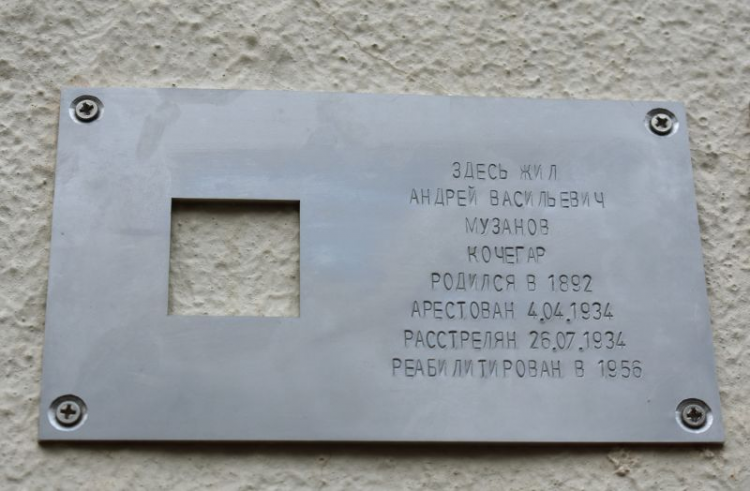 ЗДЕСЬ ЖИЛ
АНДРЕЙ ВАСИЛЬЕВИЧ
МУЗАНОВ
КОЧЕГАР
РОДИЛСЯ В 1892
АРЕСТОВАН 4.04.1934
РАССТРЕЛЯН 26.07.1934
РЕАБИЛИТИРОВАН В 1956